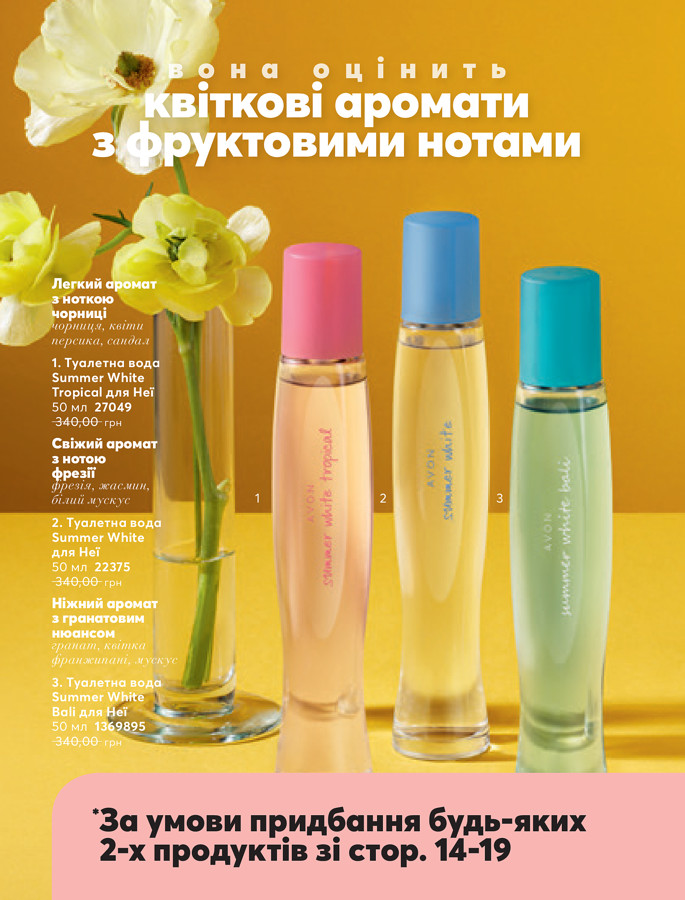 вона оцінить
квіткові аромати
з фруктовими нотами
Легкий аромат
з ноткою
чорниці
чорниця, квіти
персика, сандал
1. Туалетна вода
Summer White
Tropical для Неї
50 мл 27049
340,00 грн
Свіжий аромат
з нотою
фрезії
фрезія, жасмин,
білий мускус
2. Туалетна вода
Summer White
для Неї
50 мл 22375
340,00 грн
Ніжний аромат
з гранатовим
нюансом
гранат, квітка
франжипані, мускус
3. Туалетна вода
Summer White
Bali для Неї
50 мл 1369895
340,00 грн
1
AVON
summer white tropical
2
AVON
summer white
3
AVON
summer white bali
*За умови придбання будь-яких
2-х продуктів зі стор. 14-19